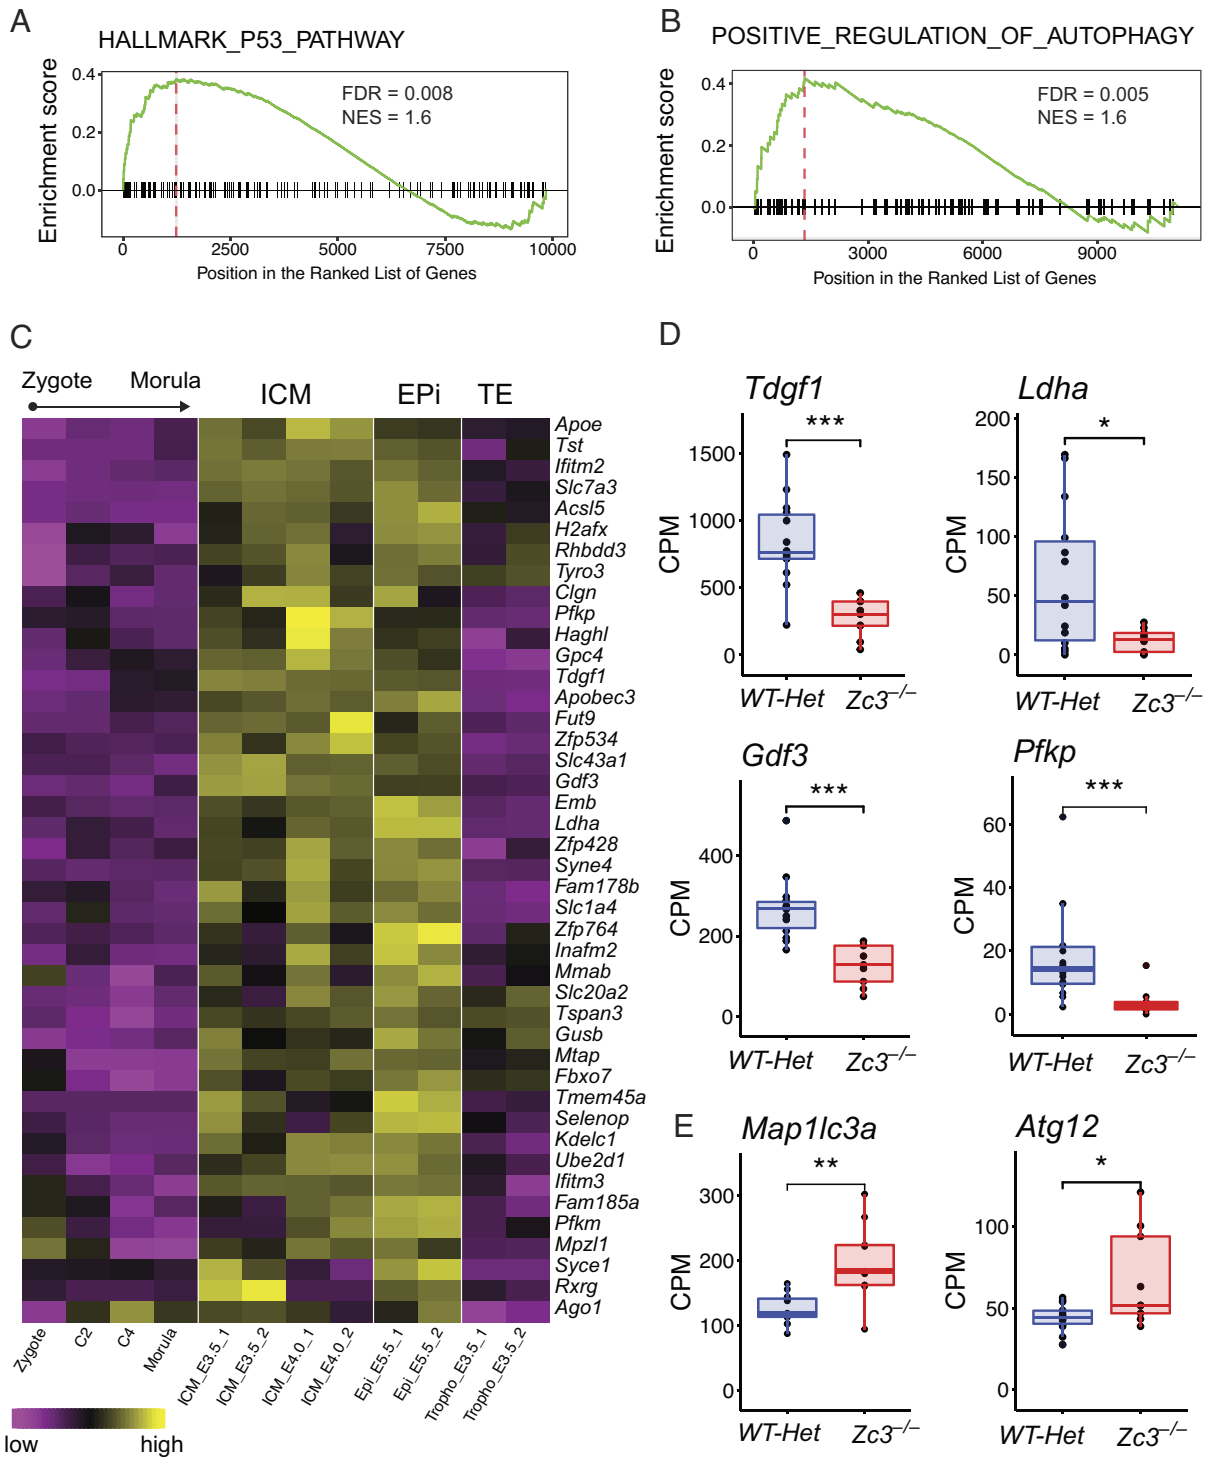 A
HALLMARK_P53_PATHWAY
Enrichment score
0.4
0.2
0.0
FDR = 0.008
NES = 1.6
0
2500
5000
7500
10000
Position in the Ranked List of Genes
B
POSITIVE_REGULATION_OF_AUTOPHAGY
Enrichment score
0.4
0.2
0.0
FDR = 0.005
NES = 1.6
0
3000
6000
9000
Position in the Ranked List of Genes
C
Zygote
Morula
ICM
EPi
TE
Apoe
Tst
Ifitm2
Slc7a3
Acsl5
H2afx
Rhbdd3
Tyro3
Clgn
Pfkp
Haghl
Gpc4
Tdgf1
Apobec3
Fut9
Zfp534
Slc43a1
Gdf3
Emb
Ldha
Zfp428
Syne4
Fam178b
Slc1a4
Zfp764
Inafm2
Mmab
Slc20a2
Tspan3
Gusb
Mtap
Fbxo7
Tmem45a
Selenop
Kdelc1
Ube2d1
Ifitm3
Fam185a
Pfkm
Mpzl1
Syce1
Rxrg
Ago1
Zygote
C2
C4
Morula
ICM_E3.5_1
ICM_E3.5_2
ICM_E4.0_1
ICM_E4.0_2
Epi_E5.5_1
Epi_E5.5_2
Tropho_E3.5_1
Tropho_E3.5_2
low
high
D
Tdgf1
***
CPM
1500
1000
500
0
WT-Het
Zc3–/–
Ldha
*
CPM
200
150
100
50
0
WT-Het
Zc3–/–
Gdf3
***
CPM
400
200
0
WT-Het
Zc3–/–
Pfkp
***
CPM
60
40
20
0
WT-Het
Zc3–/–
E
Map1lc3a
**
CPM
300
200
100
0
WT-Het
Zc3–/–
Atg12
*
CPM
100
50
0
WT-Het
Zc3–/–